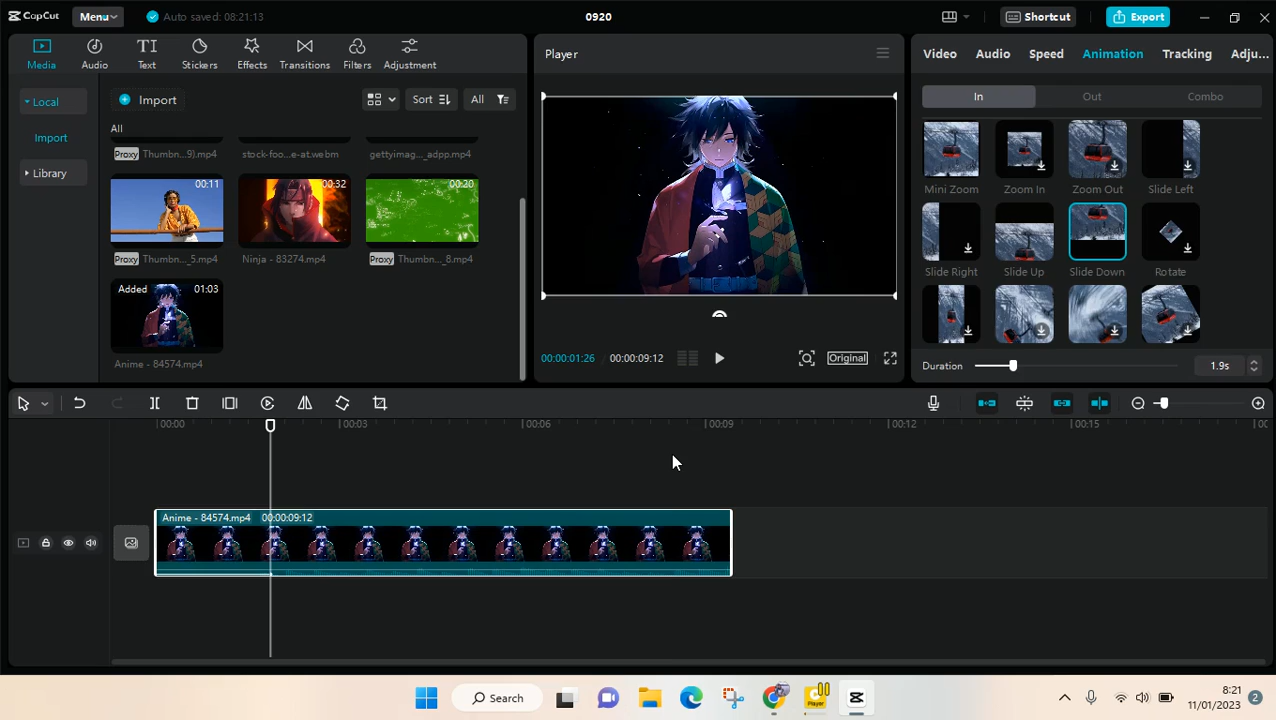 CapCut
Menu
Auto saved: 08:21:13
0920
Shortcut
Export
Media
Audio
Text
Stickers
Effects
Transitions
Filters
Adjustment
Local
Import
Library
Import
Sort
All
All
Proxy Thumbn...9).mp4
stock-foo...e-at.webm
gettyimag..._adpp.mp4
00:11
00:32
00:20
Proxy Thumbn..._5.mp4
Ninja - 83274.mp4
Proxy Thumbn..._8.mp4
Added 01:03
Anime - 84574.mp4
Player
00:00:01:26 / 00:00:09:12
Original
Video
Audio
Speed
Animation
Tracking
Adju...
In
Out
Combo
Mini Zoom
Zoom In
Zoom Out
Slide Left
Slide Right
Slide Up
Slide Down
Rotate
Duration
1.9s
00:00
00:03
00:06
00:09
00:12
00:15
Anime - 84574.mp4 00:00:09:12
Search
Player
8:21
11/01/2023
2